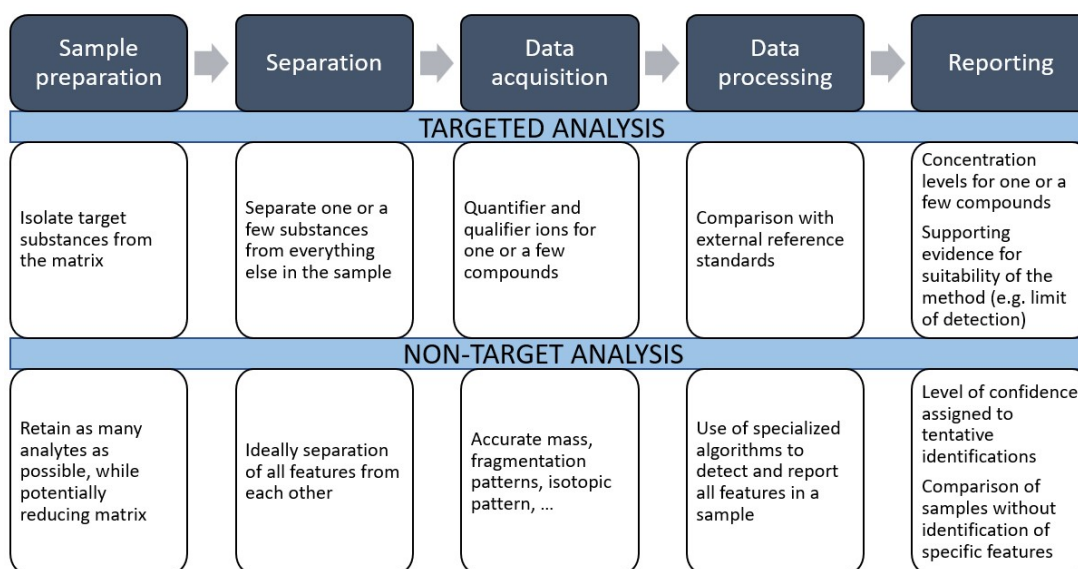 Sample
preparation
Separation
Data
acquisition
Data
processing
Reporting
TARGETED ANALYSIS
Isolate target
substances from
the matrix
Separate one or a
few substances
from everything
else in the sample
Quantifier and
qualifier ions for
one or a few
compounds
Comparison with
external reference
standards
Concentration
levels for one or a
few compounds
Supporting
evidence for
suitability of the
method (e.g. limit
of detection)
NON-TARGET ANALYSIS
Retain as many
analytes as
possible, while
potentially
reducing matrix
Ideally separation
of all features from
each other
Accurate mass,
fragmentation
patterns, isotopic
pattern, ...
Use of specialized
algorithms to
detect and report
all features in a
sample
Level of confidence
assigned to
tentative
identifications
Comparison of
samples without
identification of
specific features